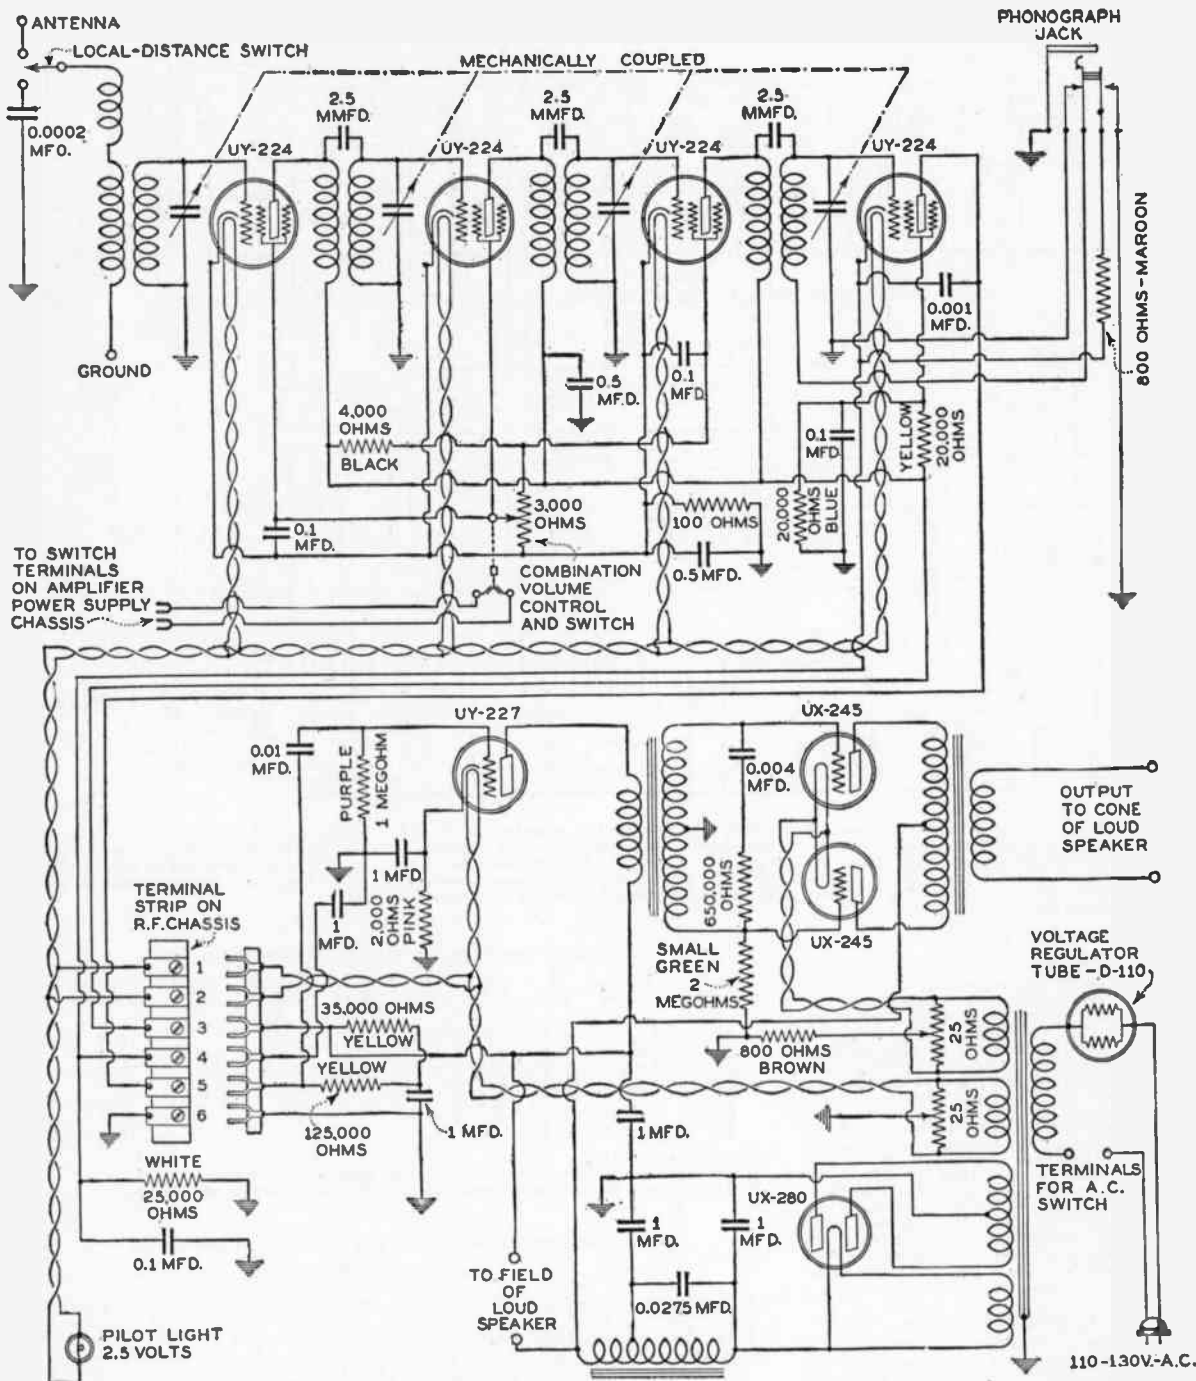 ANTENNA
LOCAL-DISTANCE SWITCH
0.0002
MFO.
GROUND
MECHANICALLY COUPLED
2.5
MMFD.
2.5
MMFD.
2.5
MMFD.
UY-224
UY-224
UY-224
UY-224
PHONOGRAPH
JACK
800 OHMS-MAROON
0.001
MFD.
0.5
MFD.
0.1
MFD.
4,000
OHMS
BLACK
0.1
MFD.
YELLOW
20,000
OHMS
3,000
OHMS
100 OHMS
20,000
OHMS
BLUE
0.1
MFD.
0.5 MFD.
TO SWITCH
TERMINALS
ON AMPLIFIER
POWER SUPPLY
CHASSIS
COMBINATION
VOLUME
CONTROL
AND SWITCH
UY-227
UX-245
0.01
MFD.
PURPLE
1 MEGOHM
0.004
MFD.
OUTPUT
TO CONE
OF LOUD
SPEAKER
1 MFD.
1
MFD.
2,000
OHMS
PINK
650,000
OHMS
UX-245
TERMINAL
STRIP ON
R.F. CHASSIS
SMALL
GREEN
2
MEGOHMS
VOLTAGE
REGULATOR
TUBE-D-110
1
2
3
4
5
6
35,000 OHMS
YELLOW
YELLOW
125,000
OHMS
1 MFD.
800 OHMS
BROWN
25
OHMS
25
OHMS
1 MFD.
WHITE
25,000
OHMS
0.1 MFD.
TERMINALS
FOR A.C.
SWITCH
UX-280
1
MFD.
1
MFD.
0.0275 MFD.
TO FIELD
OF
LOUD
SPEAKER
PILOT LIGHT
2.5 VOLTS
110-130V.-A.C.